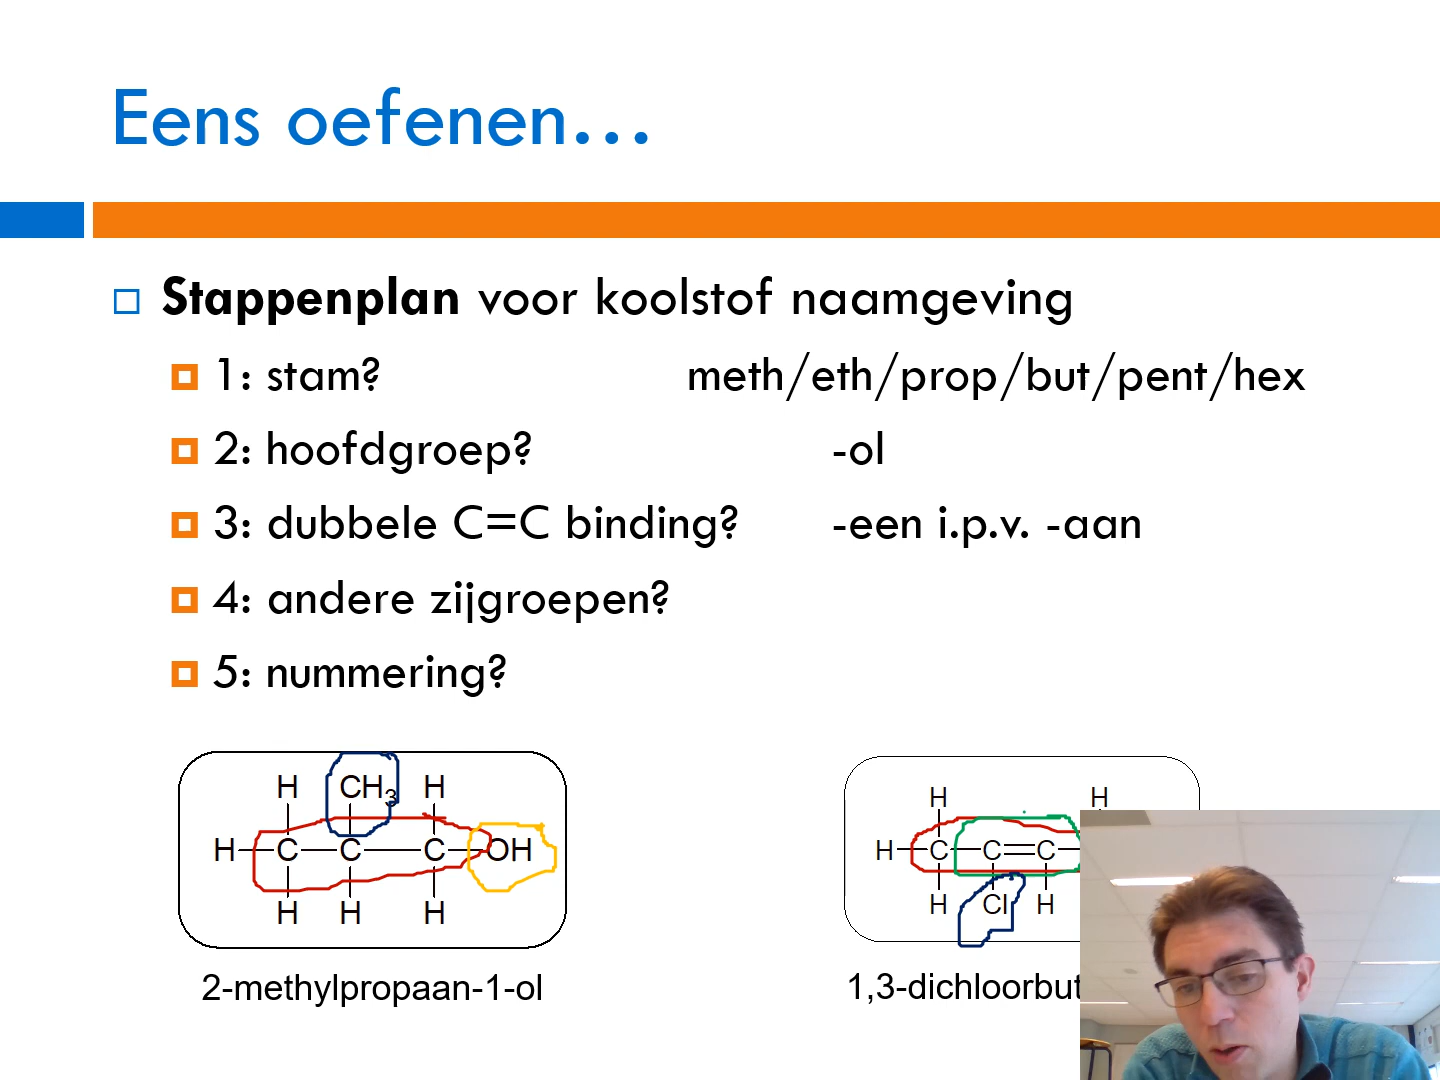 Eens oefenen...
Stappenplan voor koolstof naamgeving
1: stam? meth/eth/prop/but/pent/hex
2: hoofdgroep? -ol
3: dubbele C=C binding? -een i.p.v. -aan
4: andere zijgroepen?
5: nummering?
H CH3 H
H C C C OH
H H H
2-methylpropaan-1-ol
H H
H C C C
H Cl H
1,3-dichloorbut